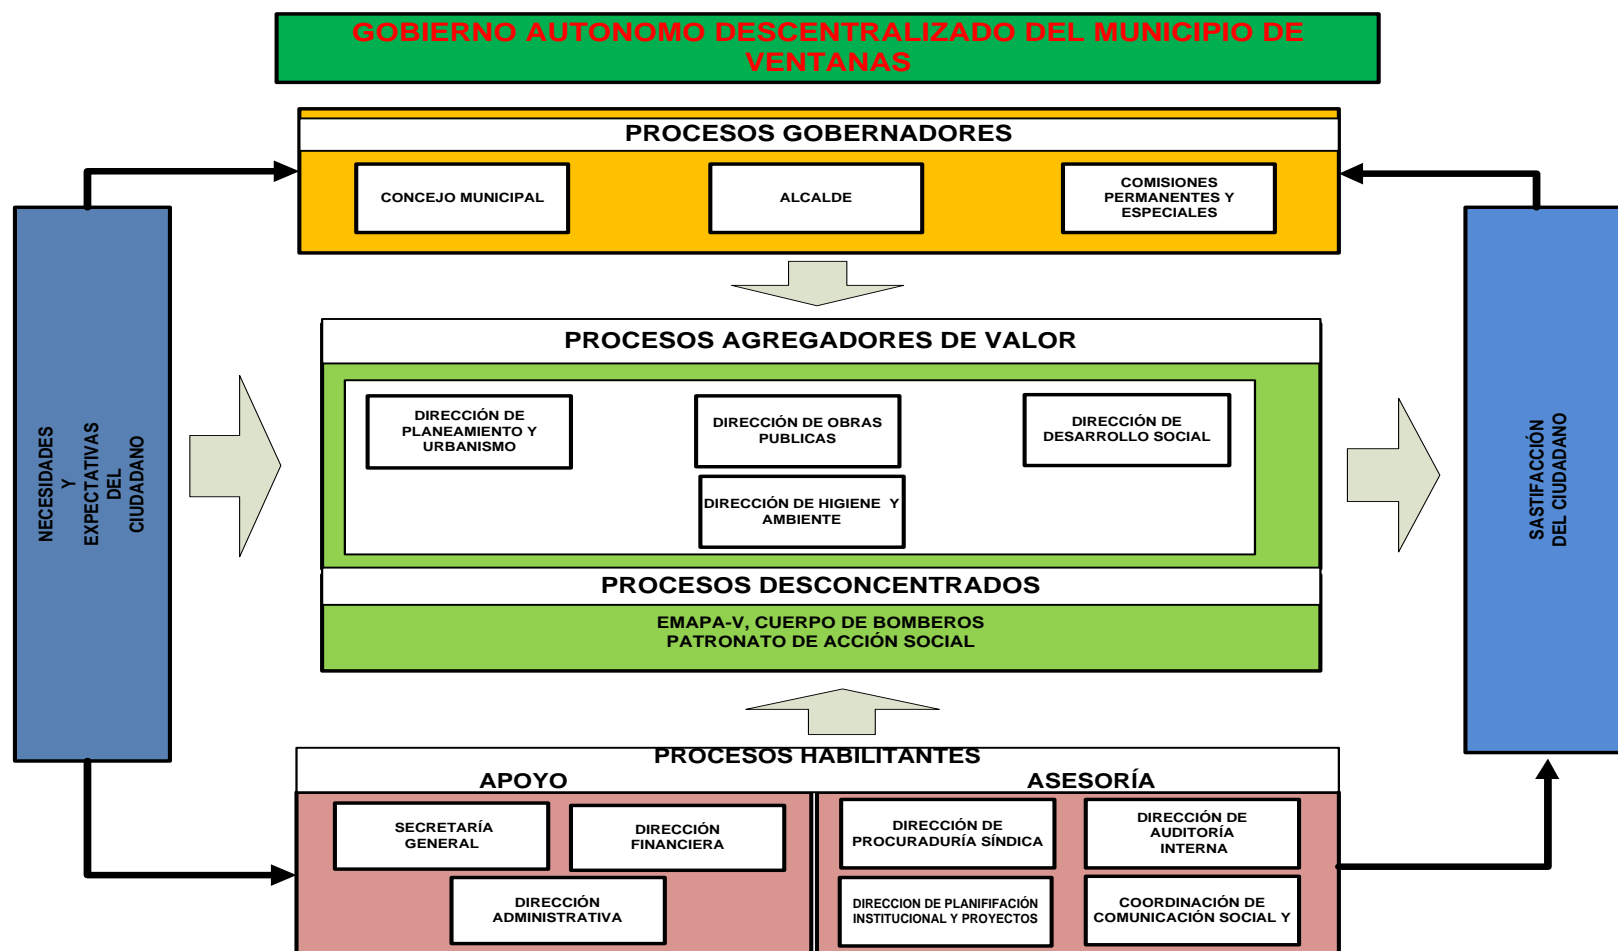 GOBIERNO AUTONOMO DESCENTRALIZADO DEL MUNICIPIO DE
VENTANAS
PROCESOS GOBERNADORES
CONCEJO MUNICIPAL
ALCALDE
COMISIONES
PERMANENTES Y
ESPECIALES
NECESIDADES
Y
EXPECTATIVAS
DEL
CIUDADANO
PROCESOS AGREGADORES DE VALOR
DIRECCIÓN DE
PLANEAMIENTO Y
URBANISMO
DIRECCIÓN DE OBRAS
PUBLICAS
DIRECCIÓN DE
DESARROLLO SOCIAL
DIRECCIÓN DE HIGIENE Y
AMBIENTE
PROCESOS DESCONCENTRADOS
EMAPA-V, CUERPO DE BOMBEROS
PATRONATO DE ACCIÓN SOCIAL
SASTIFACCIÓN
DEL CIUDADANO
PROCESOS HABILITANTES
APOYO
ASESORÍA
SECRETARÍA
GENERAL
DIRECCIÓN
FINANCIERA
DIRECCIÓN
ADMINISTRATIVA
DIRECCIÓN DE
PROCURADURÍA SÍNDICA
DIRECCIÓN DE
AUDITORÍA
INTERNA
DIRECCION DE PLANIFIFACIÓN
INSTITUCIONAL Y PROYECTOS
COORDINACIÓN DE
COMUNICACIÓN SOCIAL Y